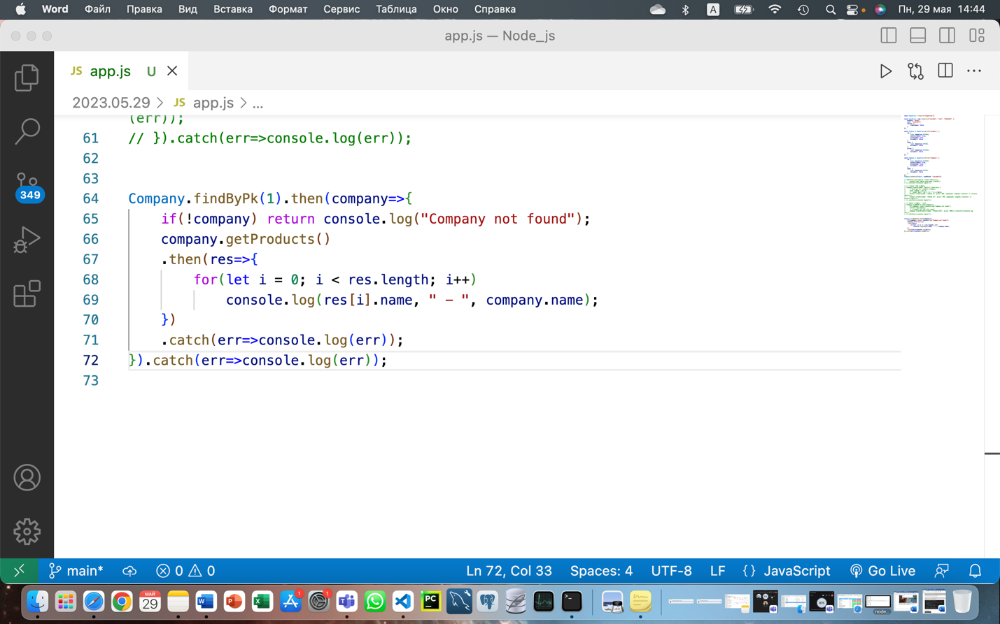 Word Файл Правка Вид Вставка Формат Сервис Таблица Окно Справка A Пн, 29 мая 14:44
app.js — Node_js
JS app.js U
2023.05.29 > JS app.js > ...
(err));
61 // }).catch(err=>console.log(err));
62
63
64 Company.findByPk(1).then(company=>{
65 if(!company) return console.log("Company not found");
66 company.getProducts()
67 .then(res=>{
68 for(let i = 0; i < res.length; i++)
69 console.log(res[i].name, " - ", company.name);
70 })
71 .catch(err=>console.log(err));
72 }).catch(err=>console.log(err));
73
349
main* 0 0 Ln 72, Col 33 Spaces: 4 UTF-8 LF {} JavaScript Go Live
МАЙ
29
W P X 1 1 PC KH node...